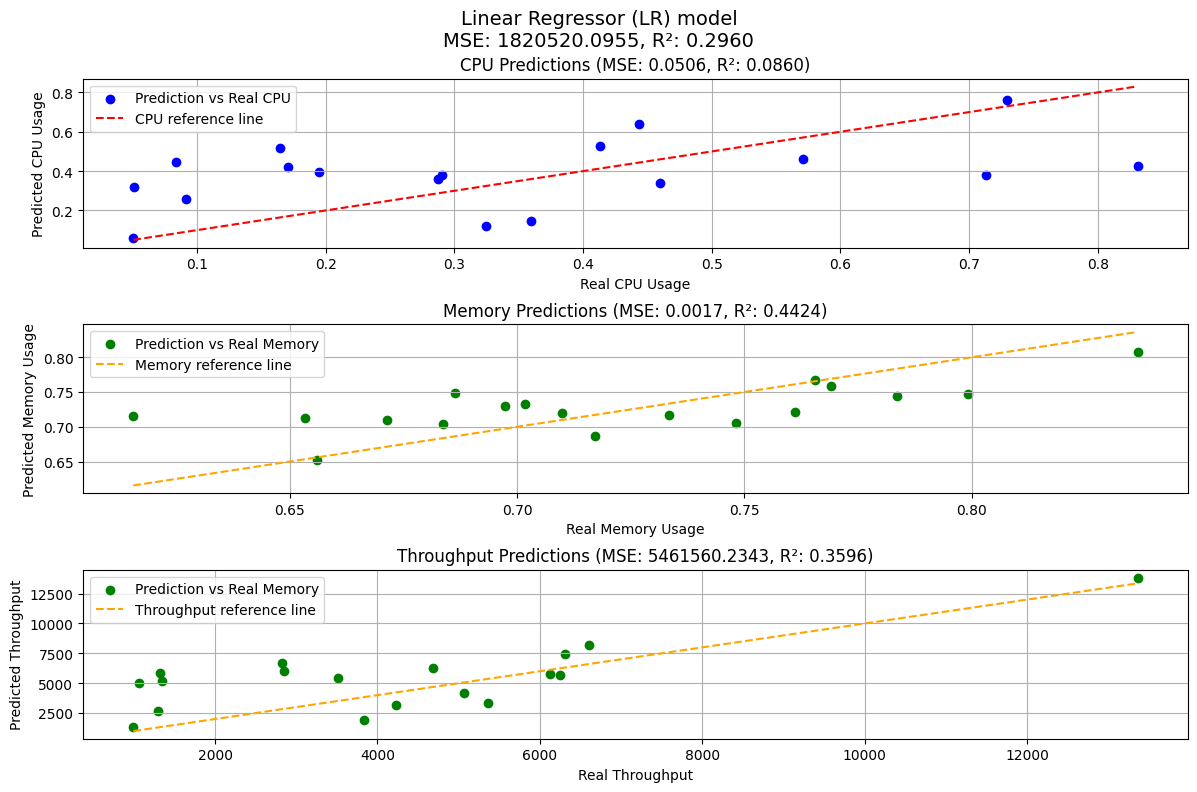 Linear Regressor (LR) model
MSE: 1820520.0955, R²: 0.2960
CPU Predictions (MSE: 0.0506, R²: 0.0860)
Prediction vs Real CPU
CPU reference line
Predicted CPU Usage
0.8
0.6
0.4
0.2
0.1 0.2 0.3 0.4 0.5 0.6 0.7 0.8
Real CPU Usage
Memory Predictions (MSE: 0.0017, R²: 0.4424)
Prediction vs Real Memory
Memory reference line
Predicted Memory Usage
0.80
0.75
0.70
0.65
0.65 0.70 0.75 0.80
Real Memory Usage
Throughput Predictions (MSE: 5461560.2343, R²: 0.3596)
Prediction vs Real Memory
Throughput reference line
Predicted Throughput
12500
10000
7500
5000
2500
2000 4000 6000 8000 10000 12000
Real Throughput